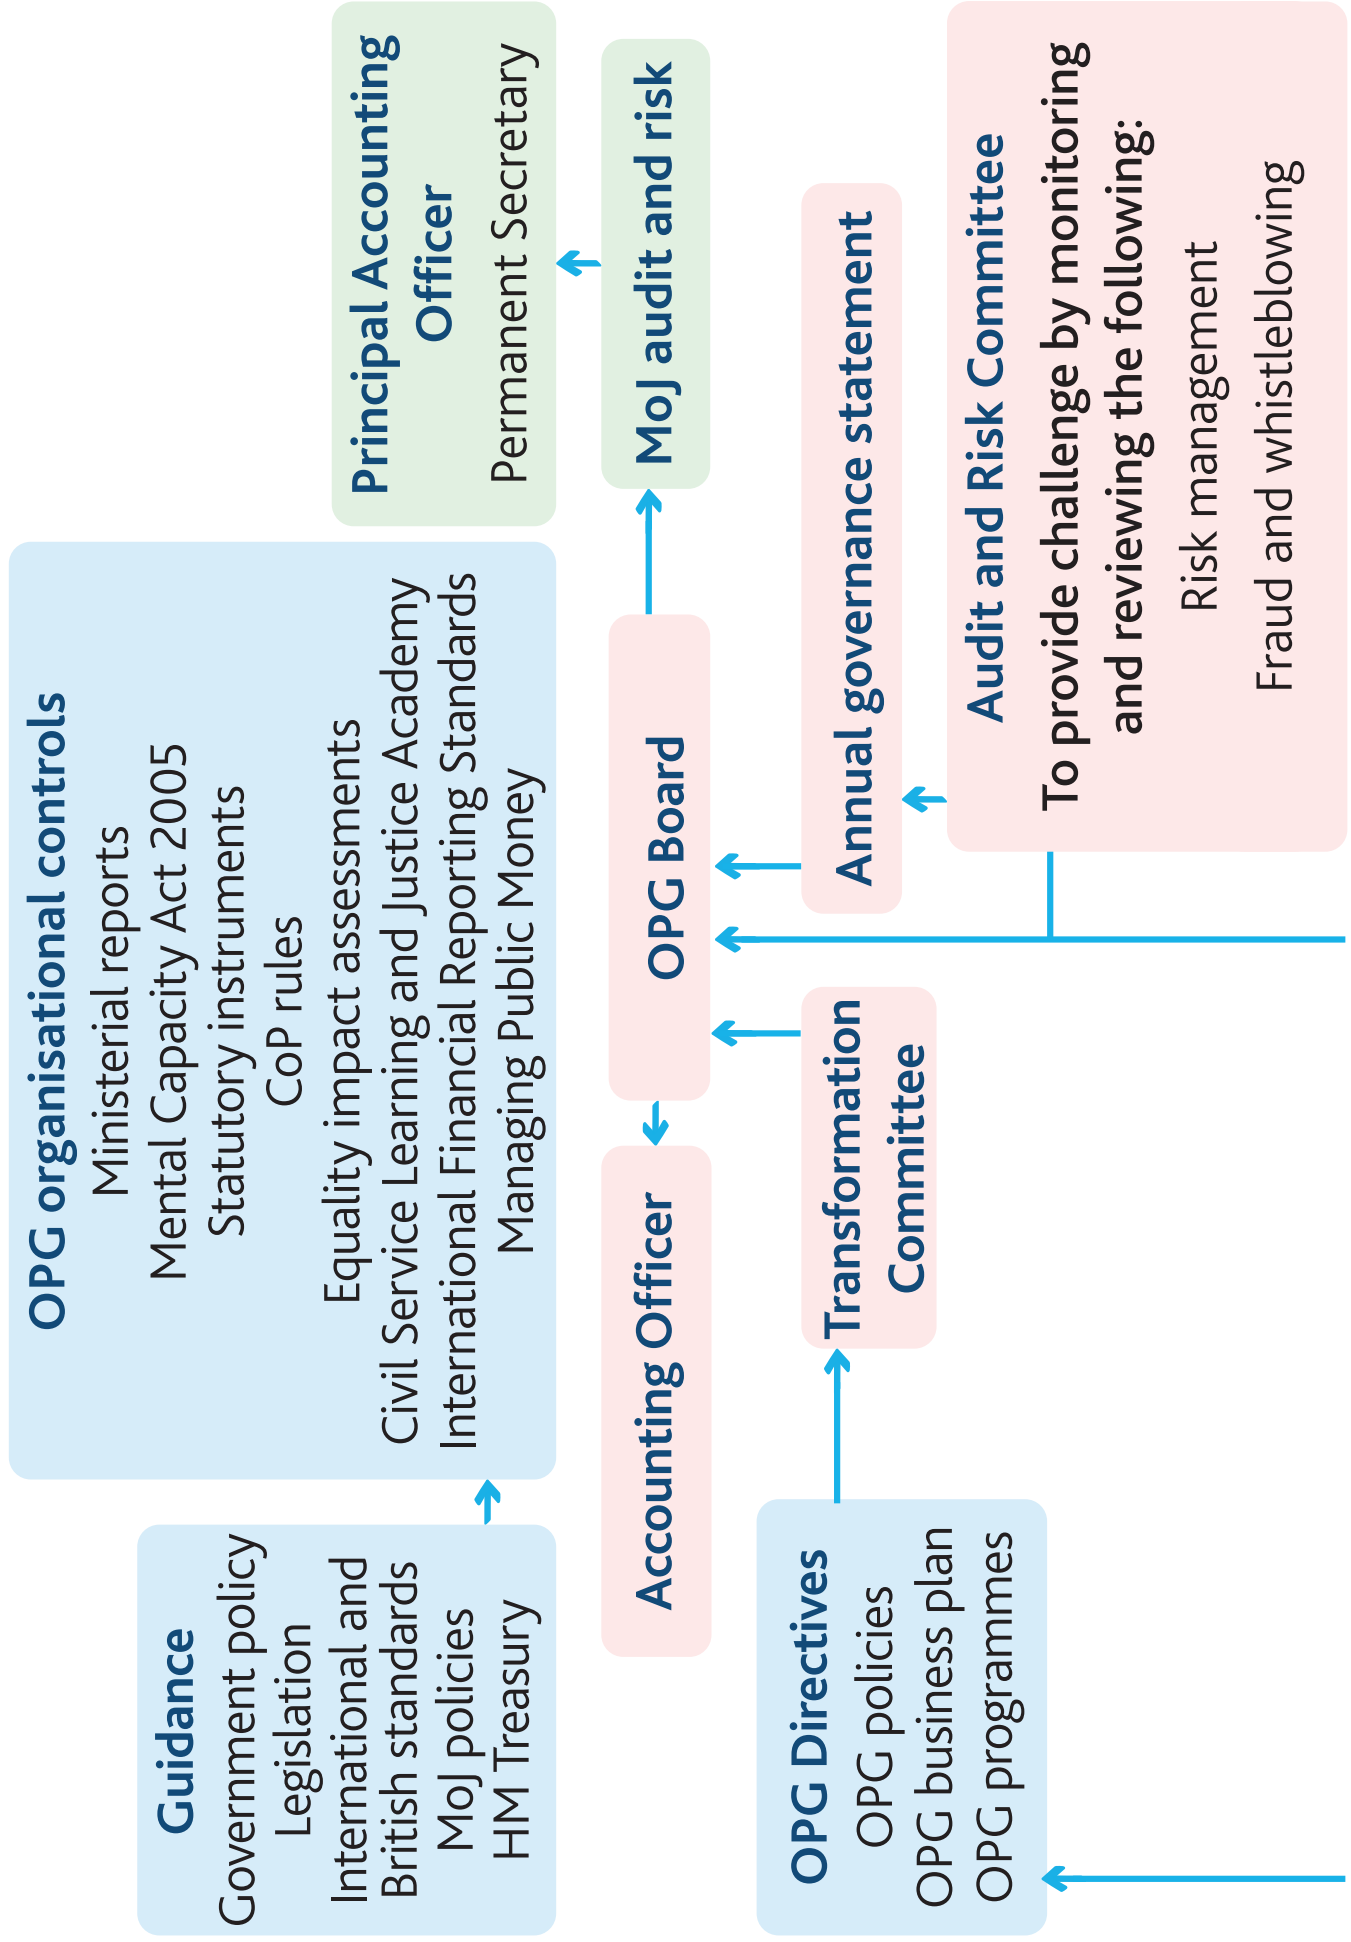 Guidance
Government policy
Legislation
International and
British standards
MoJ policies
HM Treasury
OPG organisational controls
Ministerial reports
Mental Capacity Act 2005
Statutory instruments
CoP rules
Equality impact assessments
Civil Service Learning and Justice Academy
International Financial Reporting Standards
Managing Public Money
Principal Accounting
Officer
Permanent Secretary
Accounting Officer
OPG Board
MoJ audit and risk
OPG Directives
OPG policies
OPG business plan
OPG programmes
Transformation
Committee
Annual governance statement
Audit and Risk Committee
To provide challenge by monitoring
and reviewing the following:
Risk management
Fraud and whistleblowing